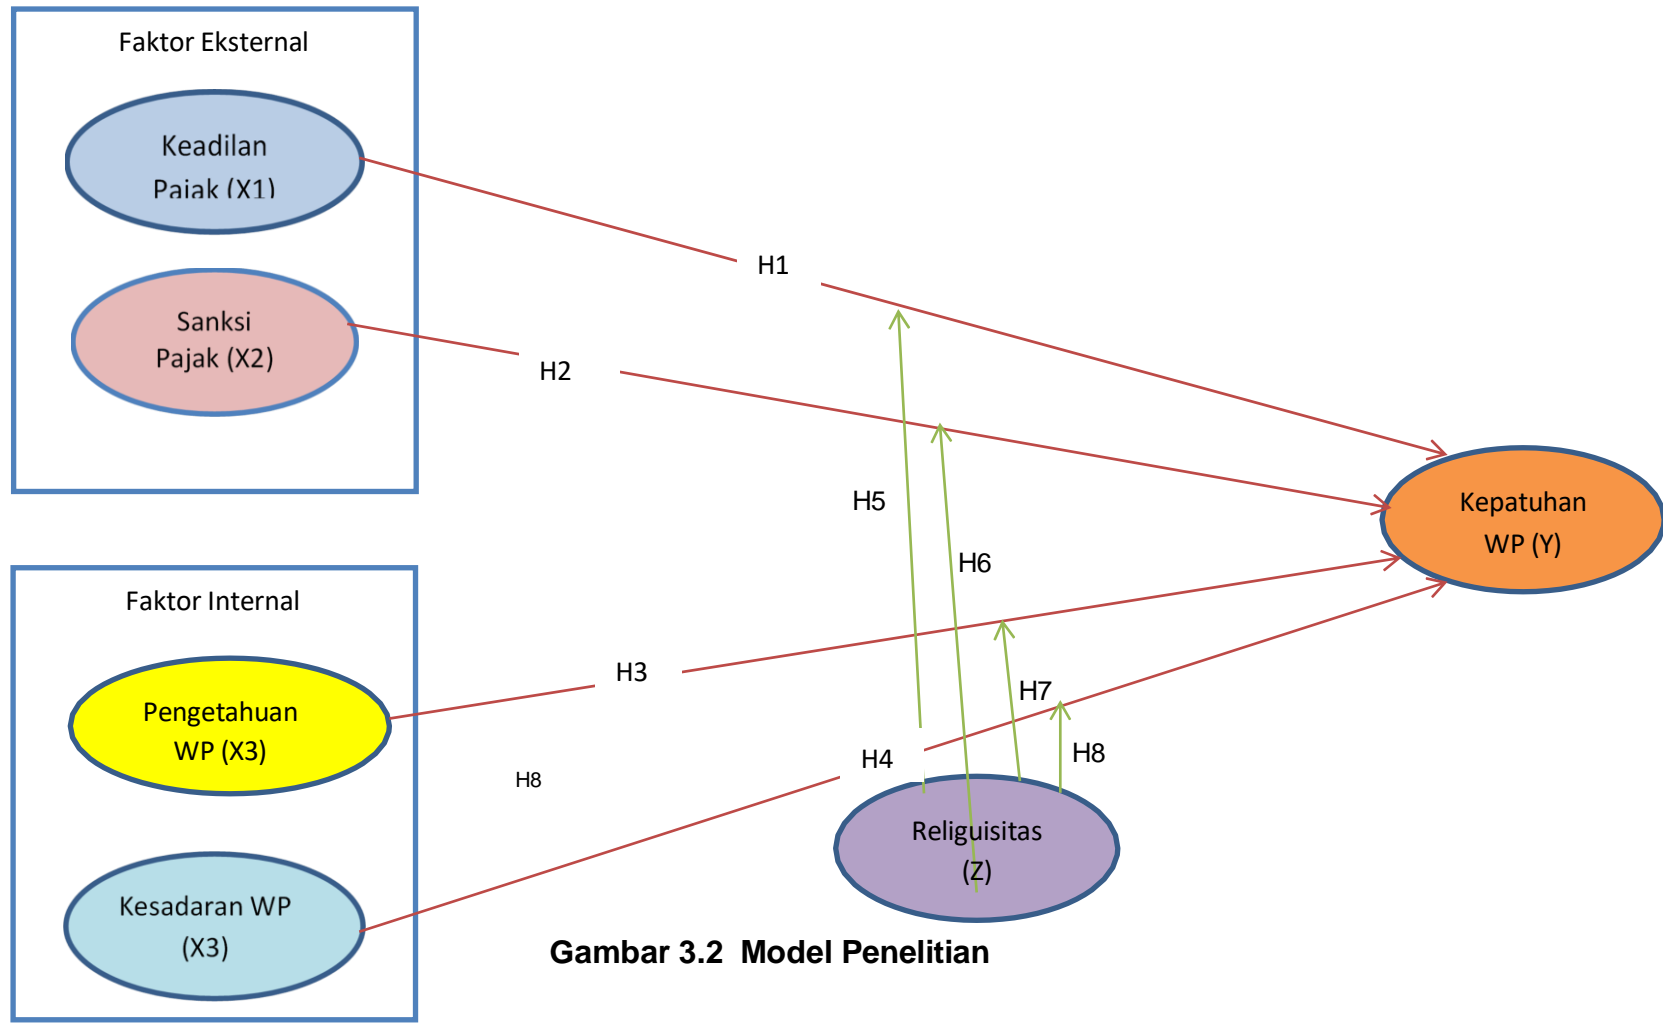 Faktor Eksternal
Keadilan
Pajak (X1)
Sanksi
Pajak (X2)
H1
H2
H5
H6
Kepatuhan
WP (Y)
Faktor Internal
Pengetahuan
WP (X3)
H3
H7
H4
H8
H8
Kesadaran WP
(X3)
Religuisitas
(Z)
Gambar 3.2 Model Penelitian